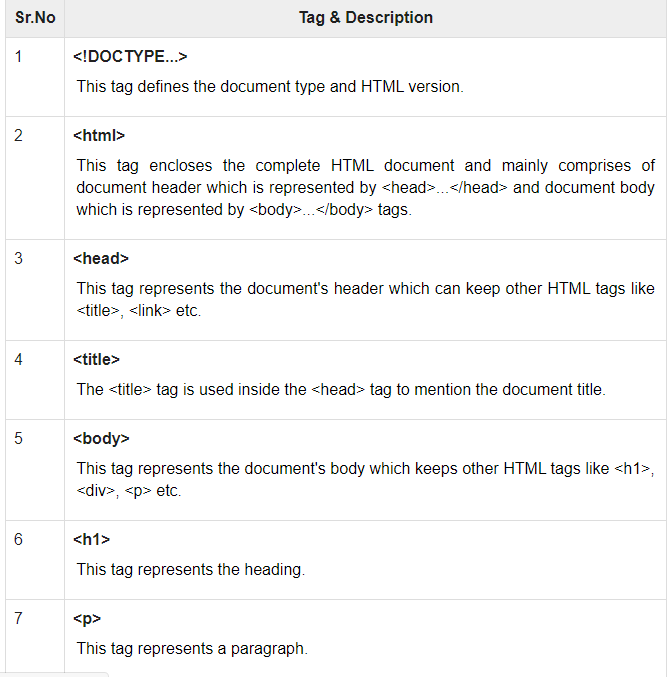 Sr.No Tag & Description
1 <!DOCTYPE...>
This tag defines the document type and HTML version.
2 <html>
This tag encloses the complete HTML document and mainly comprises of
document header which is represented by <head>...</head> and document body
which is represented by <body>...</body> tags.
3 <head>
This tag represents the document's header which can keep other HTML tags like
<title>, <link> etc.
4 <title>
The <title> tag is used inside the <head> tag to mention the document title.
5 <body>
This tag represents the document's body which keeps other HTML tags like <h1>,
<div>, <p> etc.
6 <h1>
This tag represents the heading.
7 <p>
This tag represents a paragraph.